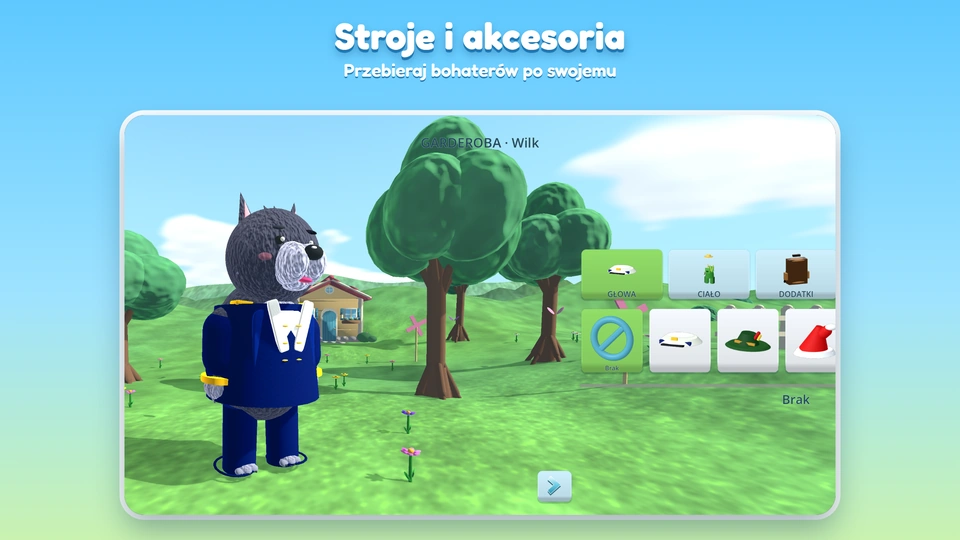 Stroje i akcesoria
Przebieraj bohaterów po swojemu
GARDEROBA · Wilk
GŁOWA
CIAŁO
DODATKI
Brak
Brak